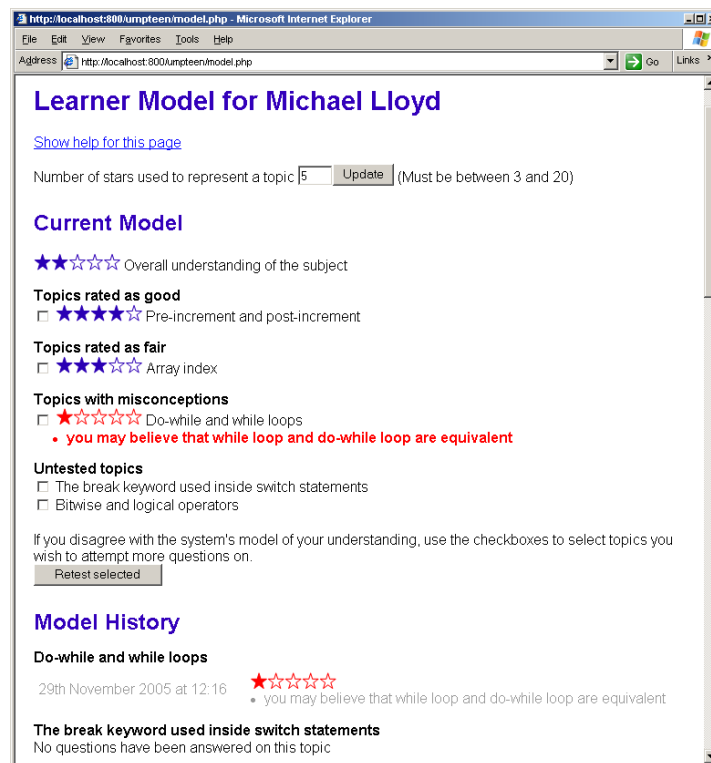 http://localhost:800/umpteen/model.php - Microsoft Internet Explorer
File Edit View Favorites Tools Help
Address http://localhost:800/umpteen/model.php Go Links
Learner Model for Michael Lloyd
Show help for this page
Number of stars used to represent a topic 5 Update (Must be between 3 and 20)
Current Model
★★☆☆☆ Overall understanding of the subject
Topics rated as good
★★★★☆ Pre-increment and post-increment
Topics rated as fair
★★★☆☆ Array index
Topics with misconceptions
★☆☆☆☆ Do-while and while loops
• you may believe that while loop and do-while loop are equivalent
Untested topics
The break keyword used inside switch statements
Bitwise and logical operators
If you disagree with the system's model of your understanding, use the checkboxes to select topics you
wish to attempt more questions on.
Retest selected
Model History
Do-while and while loops
29th November 2005 at 12:16 ★☆☆☆☆
• you may believe that while loop and do-while loop are equivalent
The break keyword used inside switch statements
No questions have been answered on this topic